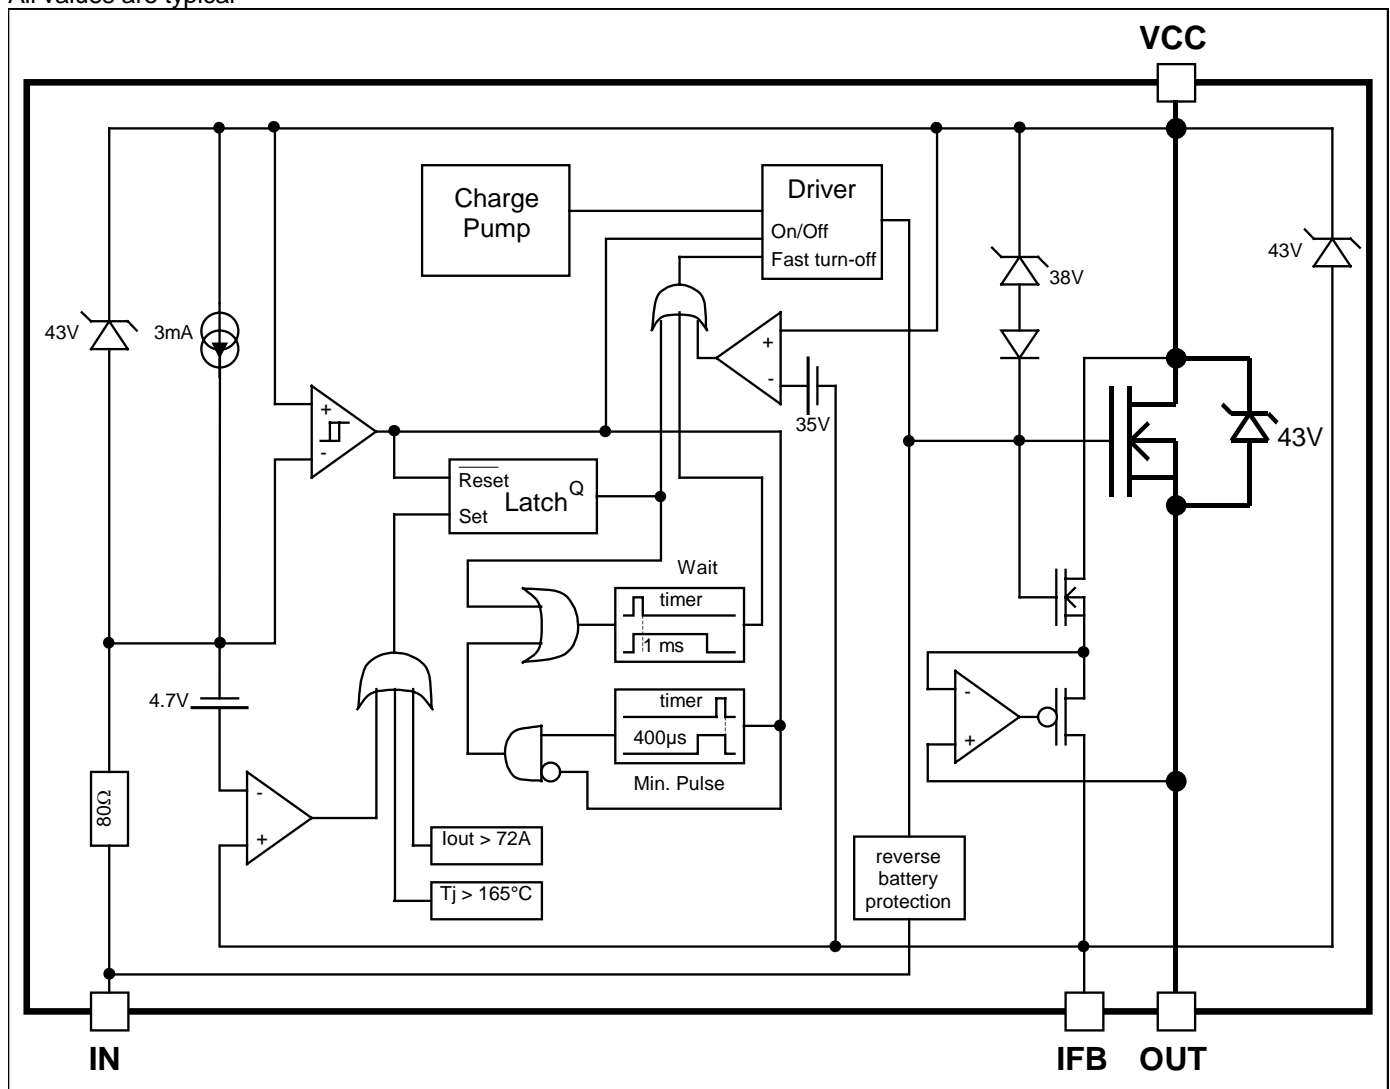 All values are typical
VCC
Charge
Pump
Driver
On/Off
Fast turn-off
43V
3mA
38V
43V
+
-
35V
+
-
43V
Reset
Latch
Q
Set
Wait
timer
1 ms
4.7V
timer
400µs
Min. Pulse
-
+
80Ω
-
+
Iout > 72A
Tj > 165°C
reverse
battery
protection
IN
IFB
OUT